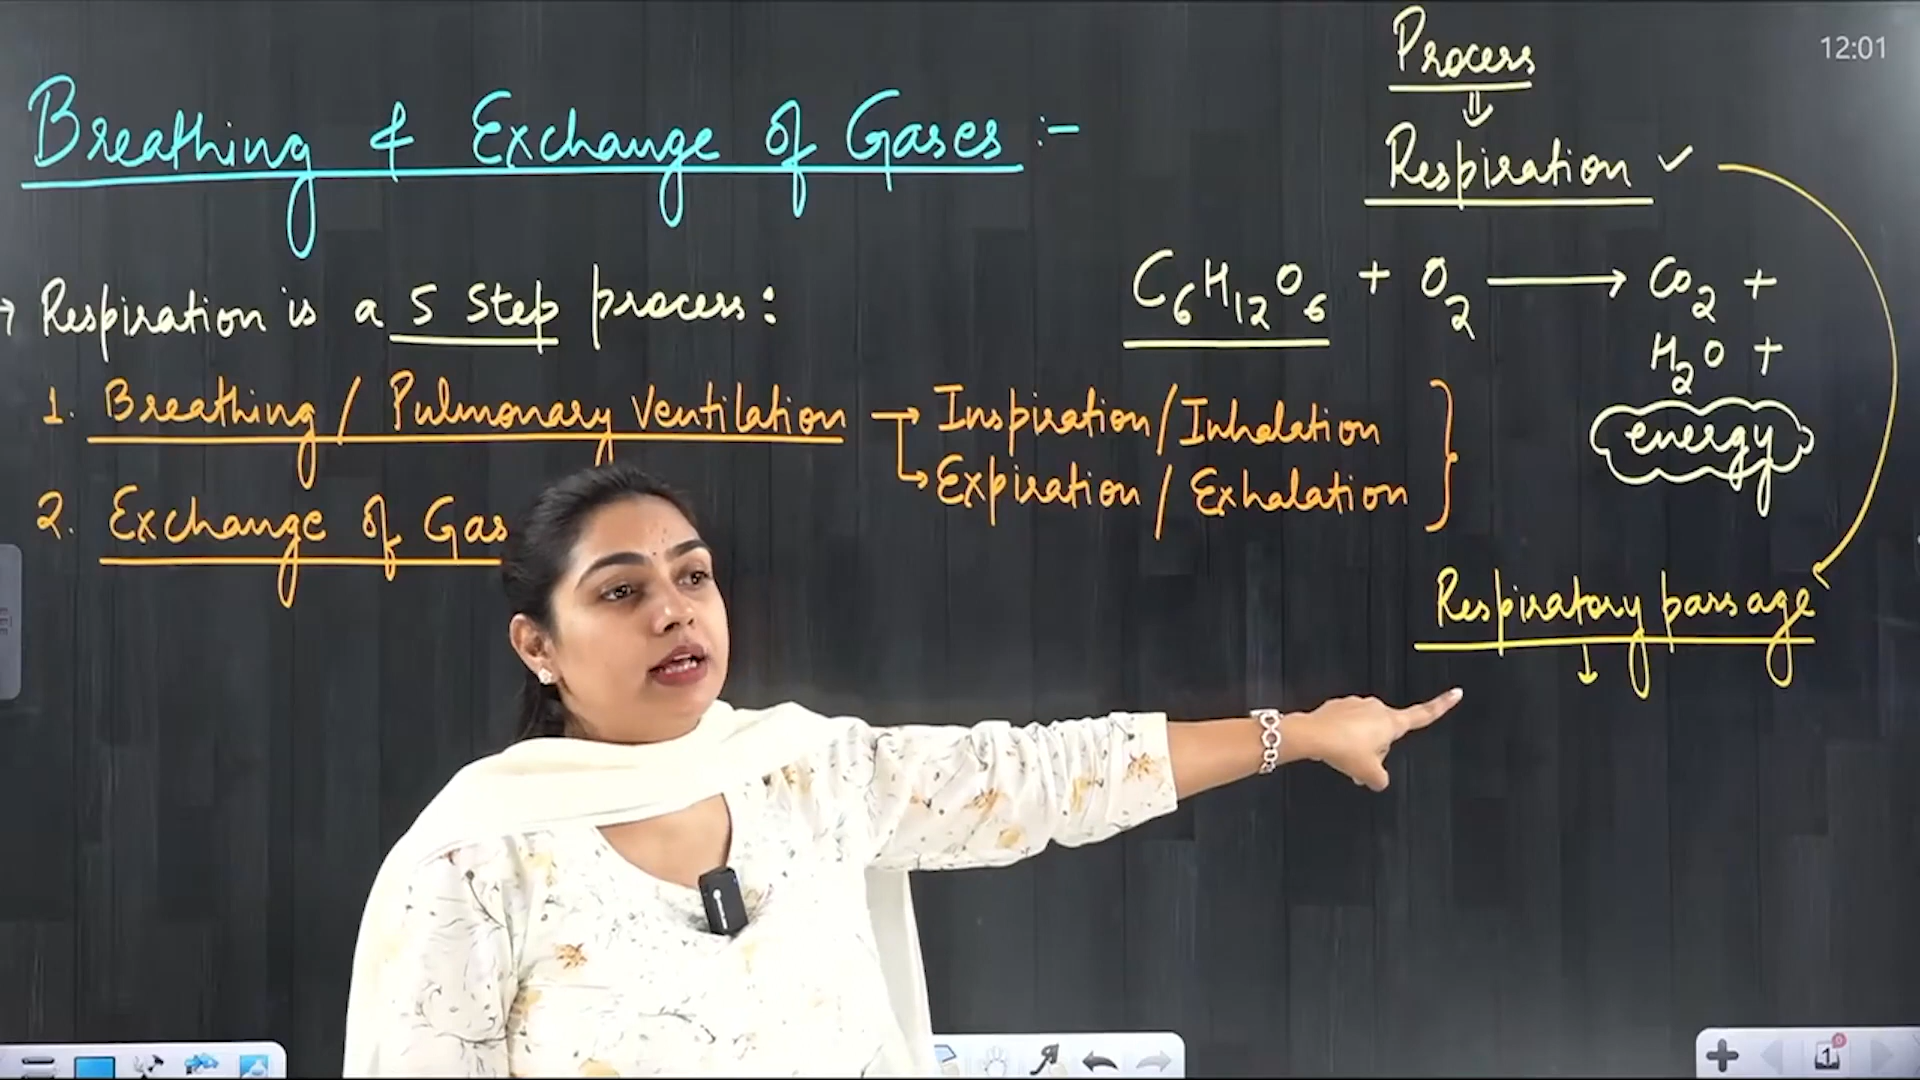 12:01
Breathing & Exchange of Gases :-
Process
⇓
Respiration ✓
→ Respiration is a 5 Step process:
C6H12O6 + O2 → CO2 +
H2O +
energy
1. Breathing / Pulmonary Ventilation → Inspiration / Inhalation
↳ Expiration / Exhalation
2. Exchange of Gas
Respiratory passage
↓
1